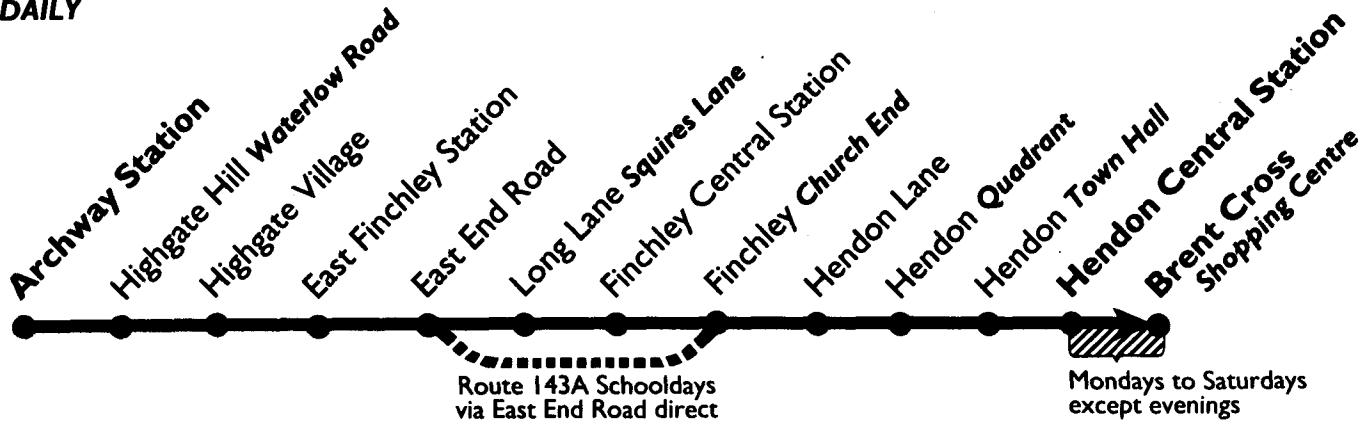 DAILY
Archway Station
Highgate Hill Waterlow Road
Highgate Village
East Finchley Station
East End Road
Long Lane Squires Lane
Finchley Central Station
Finchley Church End
Hendon Lane
Hendon Quadrant
Hendon Town Hall
Hendon Central Station
Brent Cross
Shopping Centre
Route 143A Schooldays
via East End Road direct
Mondays to Saturdays
except evenings